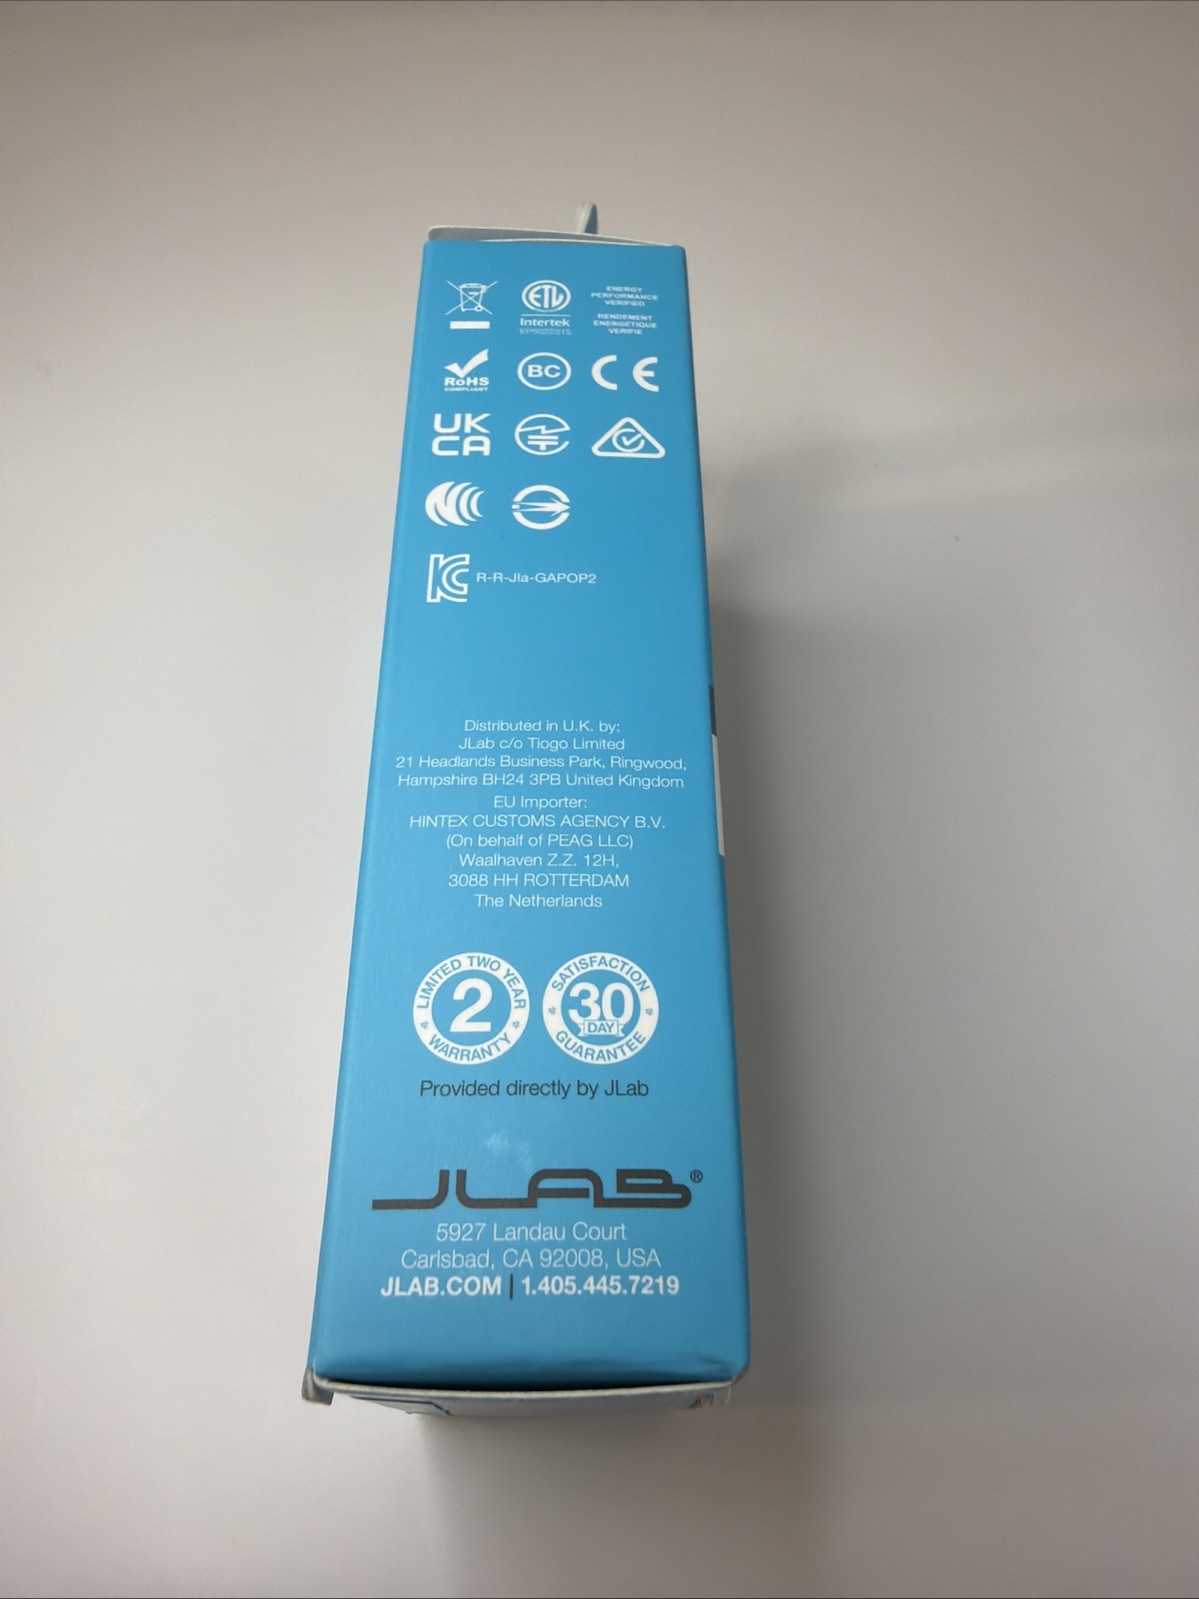 ETL
Intertek
ENERGY
PERFORMANCE
VERIFIED
RENDEMENT
ENERGETIQUE
VERIFIE
RoHS
COMPLIANT
BC
CE
UK
CA
KC R-R-Jla-GAPOP2
Distributed in U.K. by:
JLab c/o Tiogo Limited
21 Headlands Business Park, Ringwood,
Hampshire BH24 3PB United Kingdom
EU Importer:
HINTEX CUSTOMS AGENCY B.V.
(On behalf of PEAG LLC)
Waalhaven Z.Z. 12H,
3088 HH ROTTERDAM
The Netherlands
LIMITED TWO YEAR
2
WARRANTY
SATISFACTION
30
DAY
GUARANTEE
Provided directly by JLab
JLAB®
5927 Landau Court
Carlsbad, CA 92008, USA
JLAB.COM | 1.405.445.7219